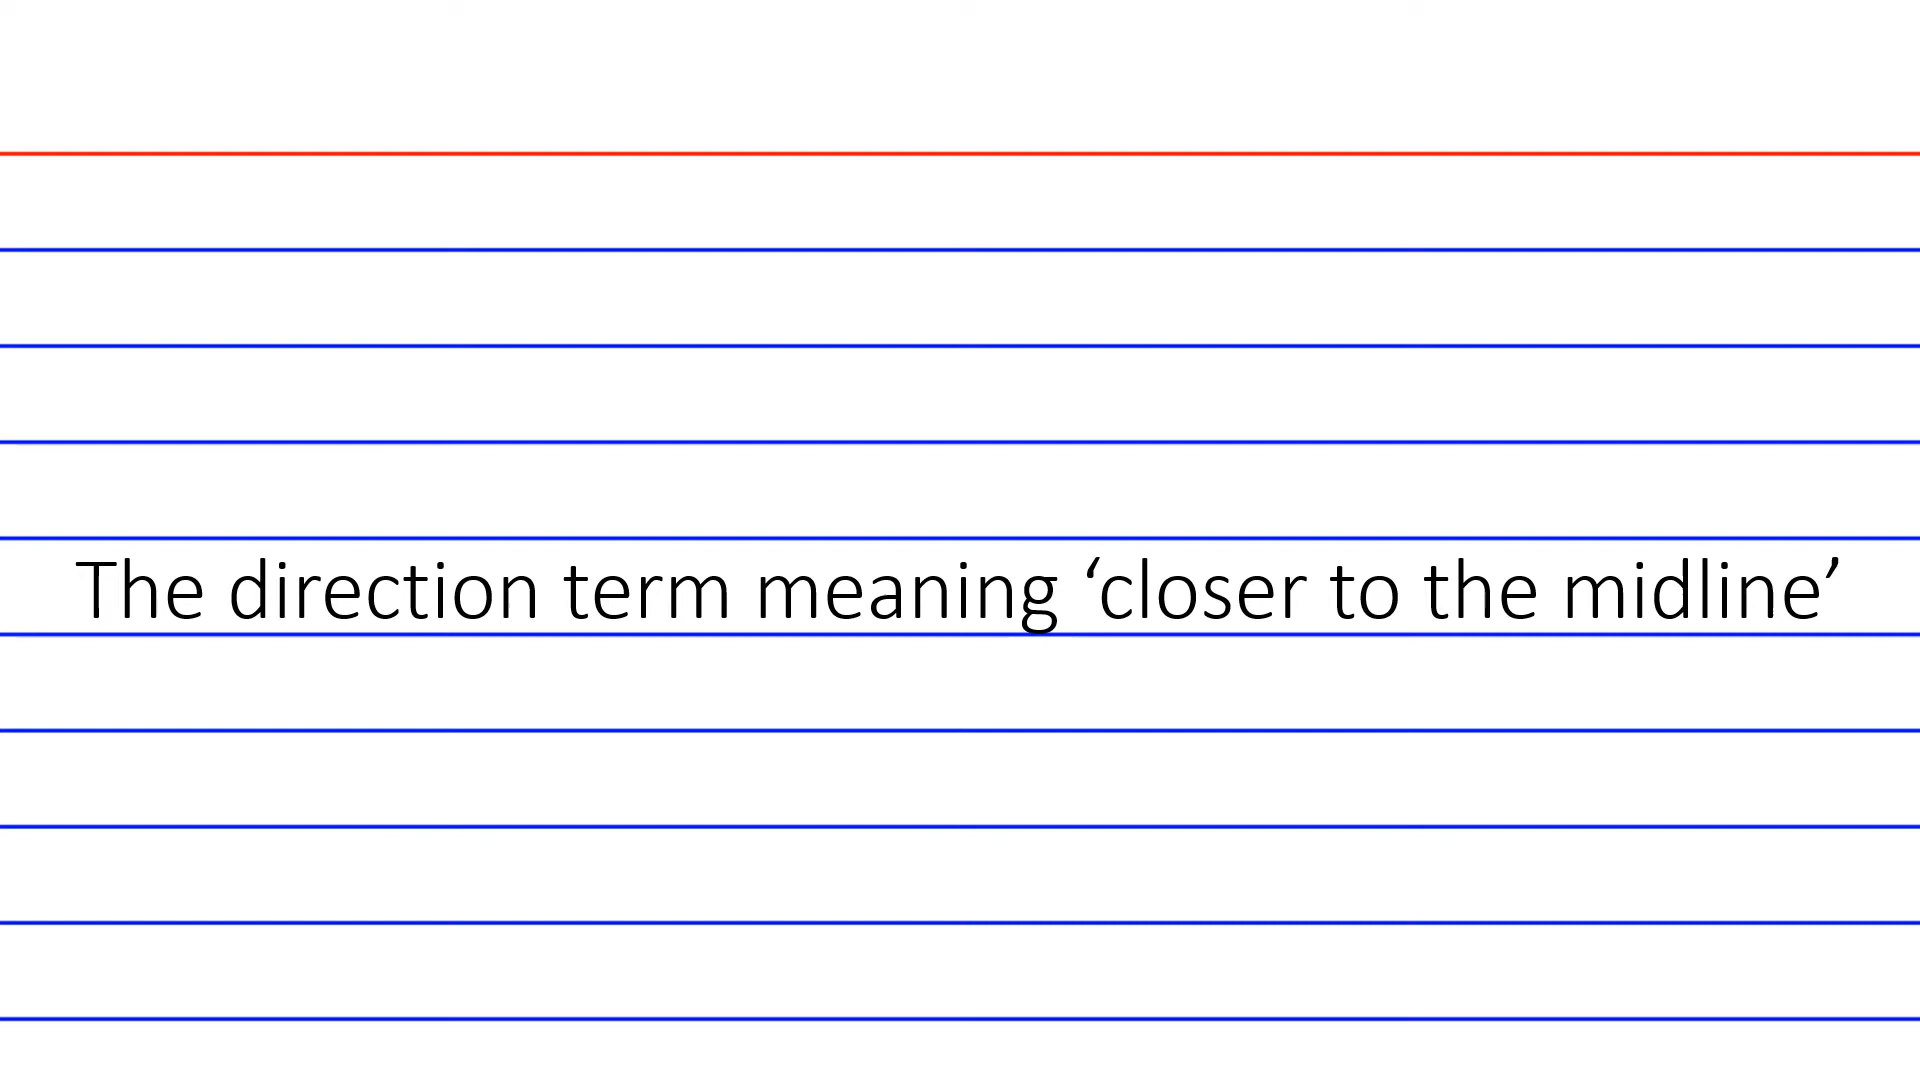 The direction term meaning ‘closer to the midline’